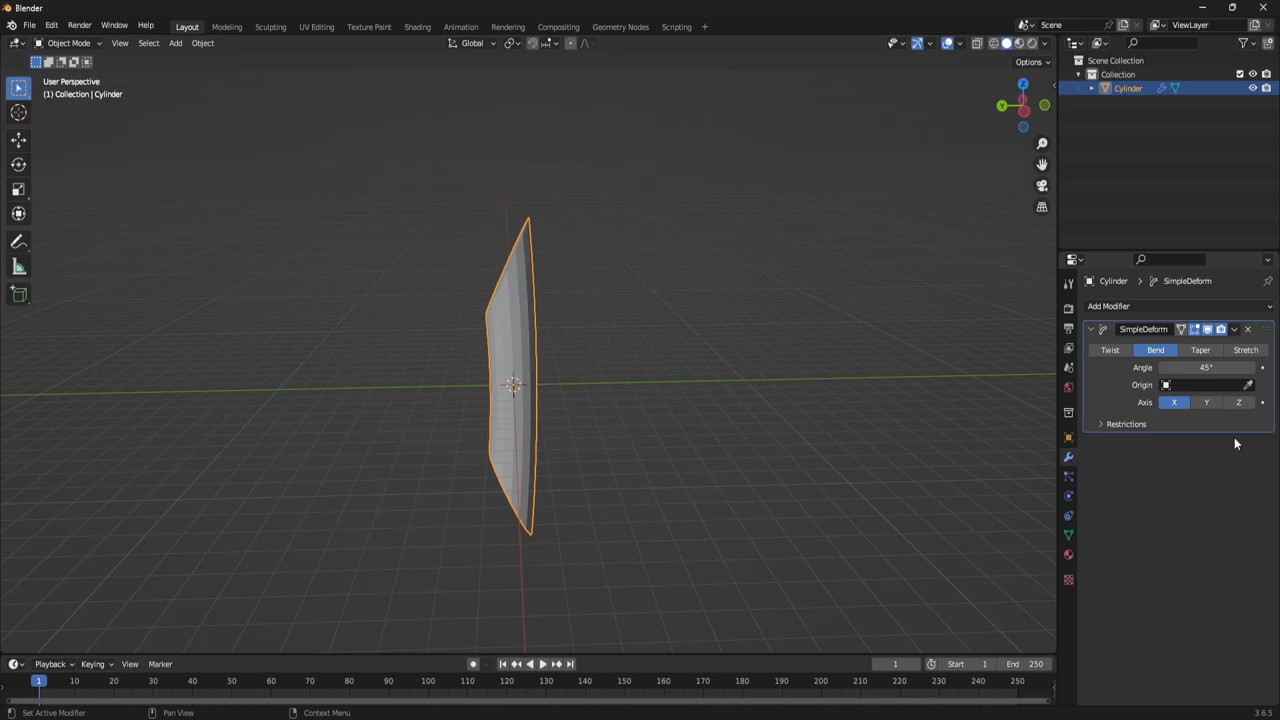 Blender
File Edit Render Window Help Layout Modeling Sculpting UV Editing Texture Paint Shading Animation Rendering Compositing Geometry Nodes Scripting + Scene ViewLayer
Object Mode View Select Add Object Global
Options
User Perspective
(1) Collection | Cylinder
Z
Y
Scene Collection
Collection
Cylinder
Cylinder > SimpleDeform
Add Modifier
SimpleDeform
Twist Bend Taper Stretch
Angle 45°
Origin
Axis X Y Z
Restrictions
Playback Keying View Marker 1 Start 1 End 250
1 10 20 30 40 50 60 70 80 90 100 110 120 130 140 150 160 170 180 190 200 210 220 230 240 250
Set Active Modifier Pan View Context Menu 3.6.5